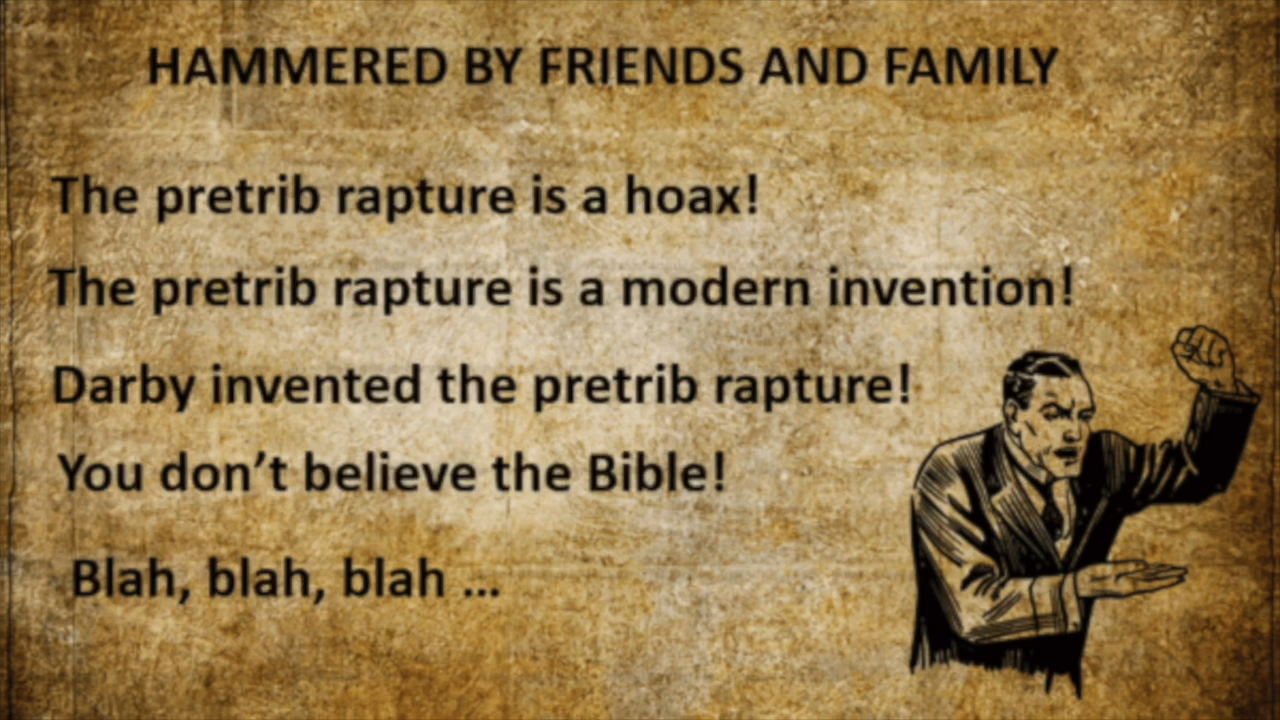 HAMMERED BY FRIENDS AND FAMILY
The pretrib rapture is a hoax!
The pretrib rapture is a modern invention!
Darby invented the pretrib rapture!
You don’t believe the Bible!
Blah, blah, blah ...